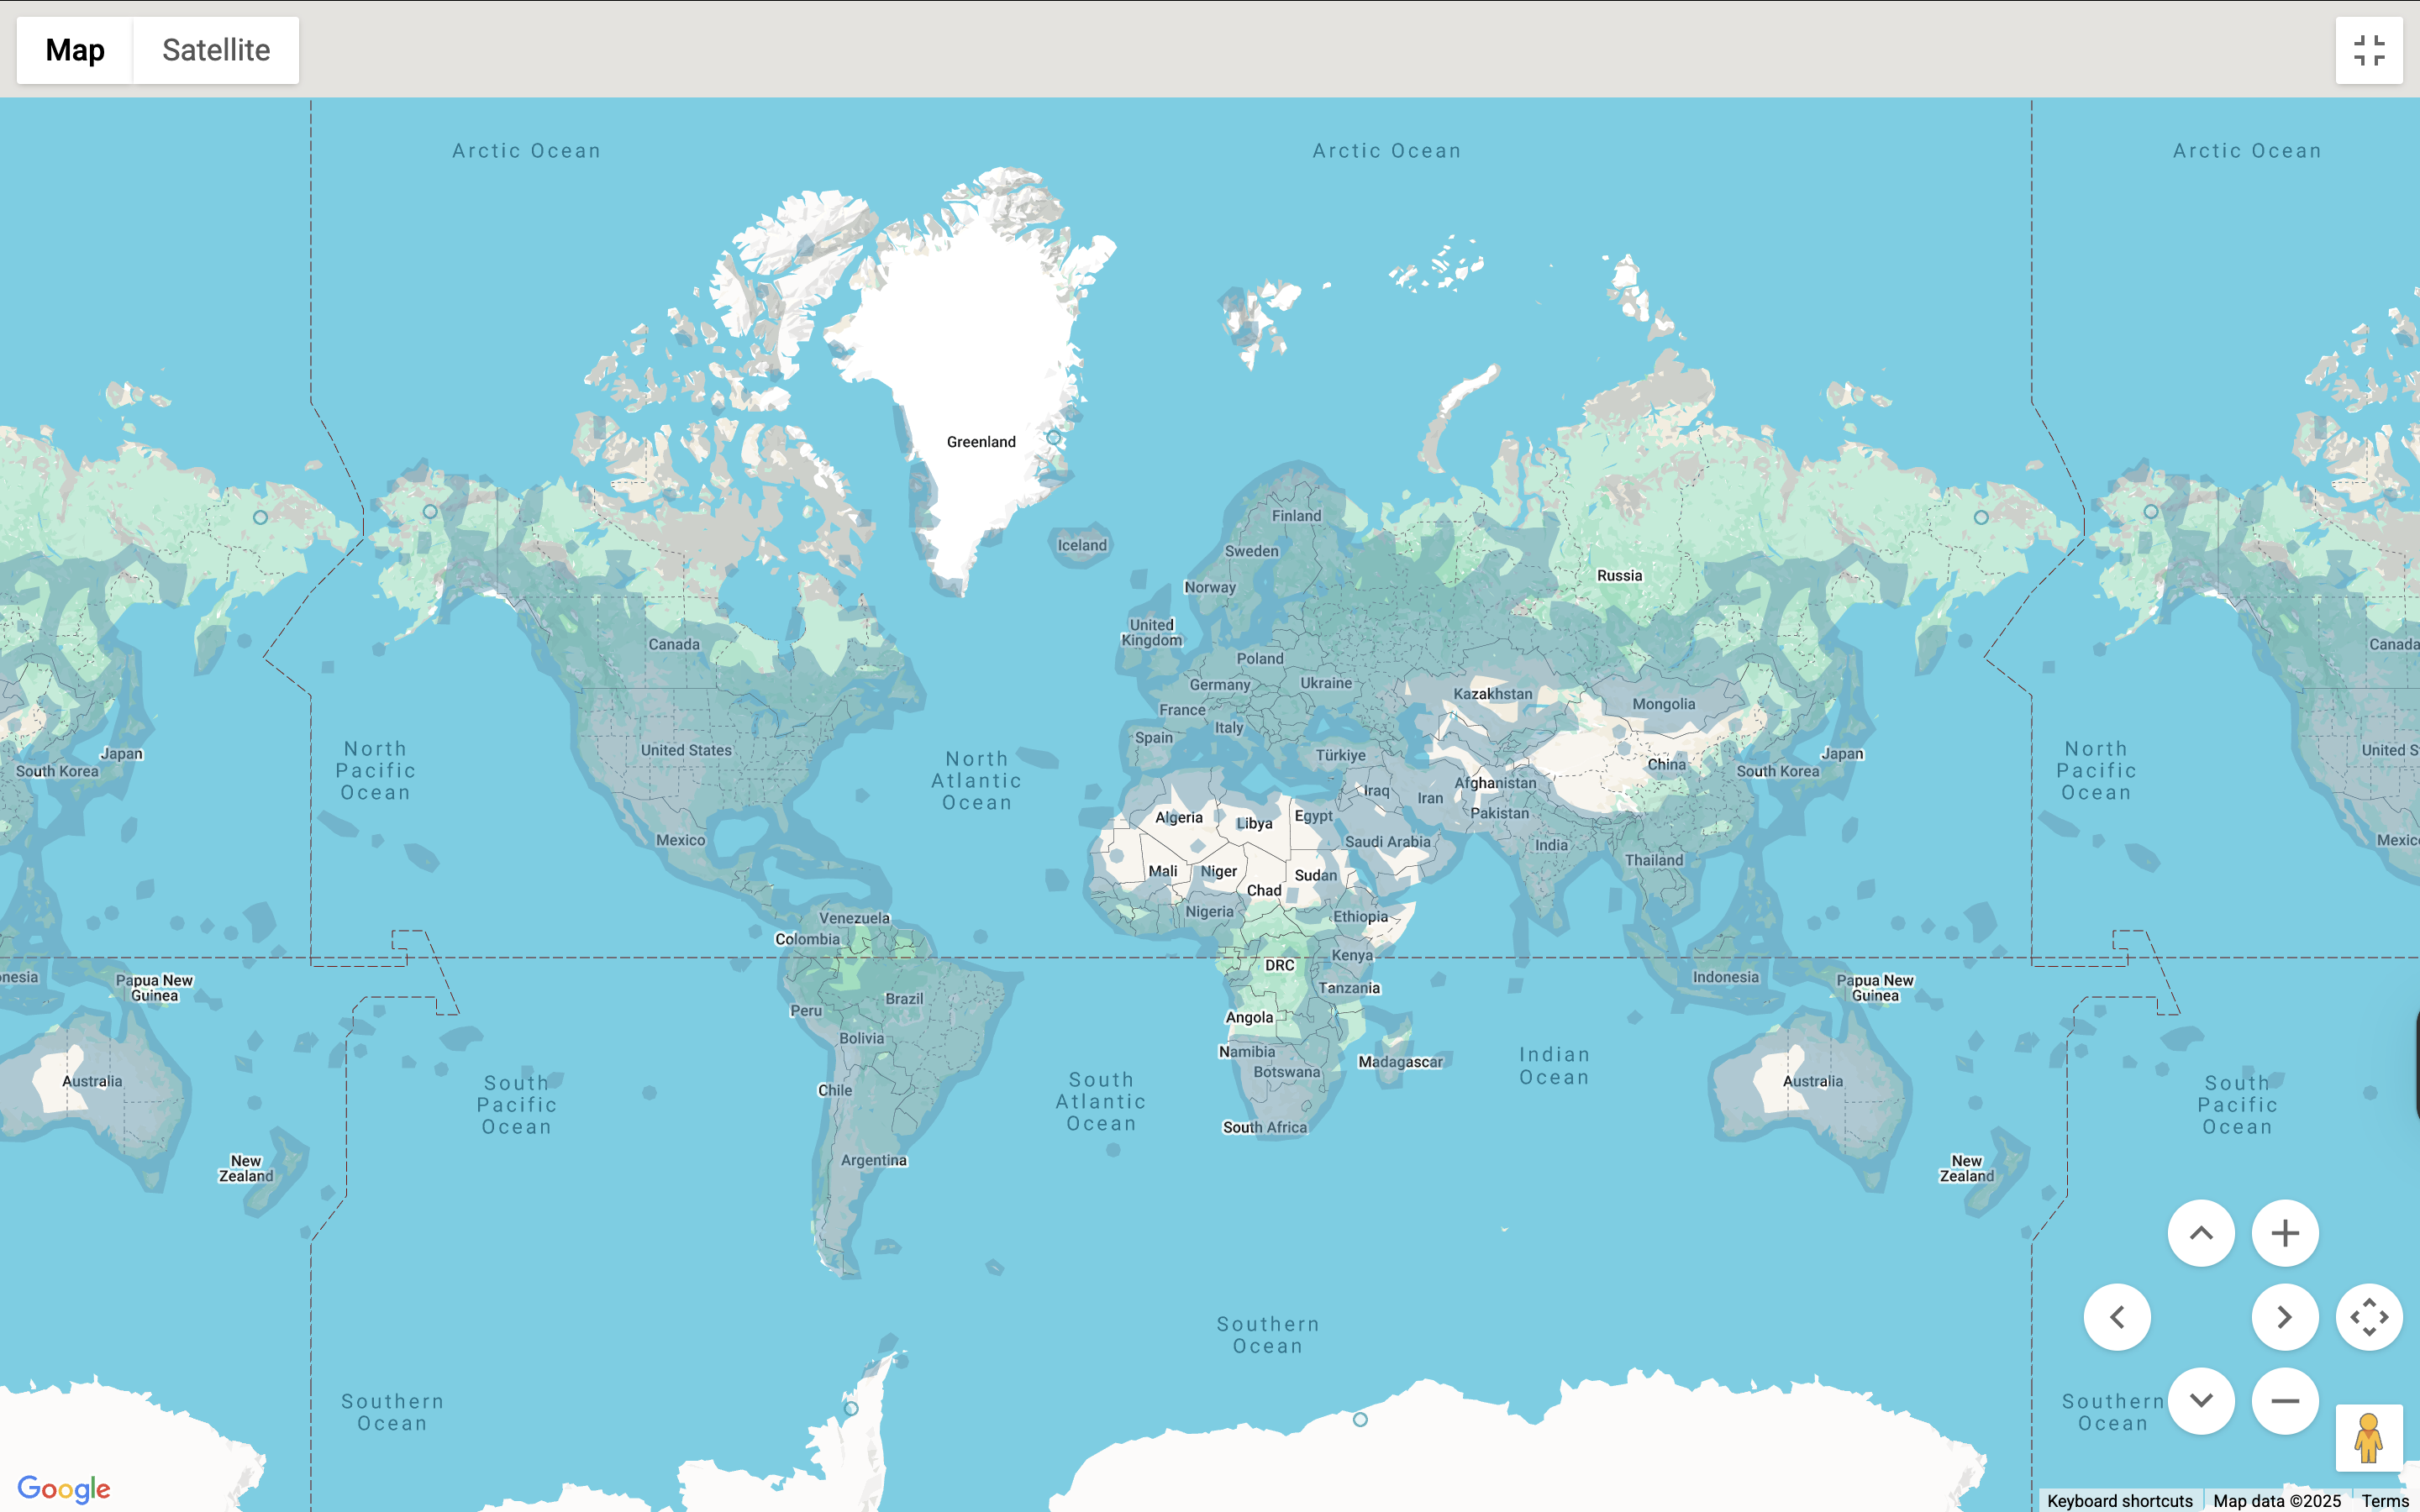 Map
Satellite
Arctic Ocean
Arctic Ocean
Arctic Ocean
Greenland
Finland
Iceland
Sweden
Russia
Norway
United
Kingdom
Canada
Canada
Poland
Germany
Ukraine
Kazakhstan
Mongolia
France
Italy
Spain
Japan
Türkiye
Japan
United States
United S
South Korea
China
South Korea
North
Pacific
Ocean
North
Atlantic
Ocean
North
Pacific
Ocean
Afghanistan
Iraq
Iran
Pakistan
Algeria
Libya
Egypt
Mexico
Saudi Arabia
India
Mexic
Thailand
Mali
Niger
Sudan
Chad
Venezuela
Nigeria
Ethiopia
Colombia
Kenya
DRC
nesia
Papua New
Guinea
Indonesia
Papua New
Guinea
Tanzania
Brazil
Peru
Angola
Bolivia
Namibia
Madagascar
Indian
Ocean
Botswana
Australia
Australia
Chile
South
Pacific
Ocean
South
Atlantic
Ocean
South
Pacific
Ocean
South Africa
Argentina
New
Zealand
New
Zealand
Southern
Ocean
Southern
Ocean
Southern
Ocean
Google
Keyboard shortcuts
Map data ©2025
Terms